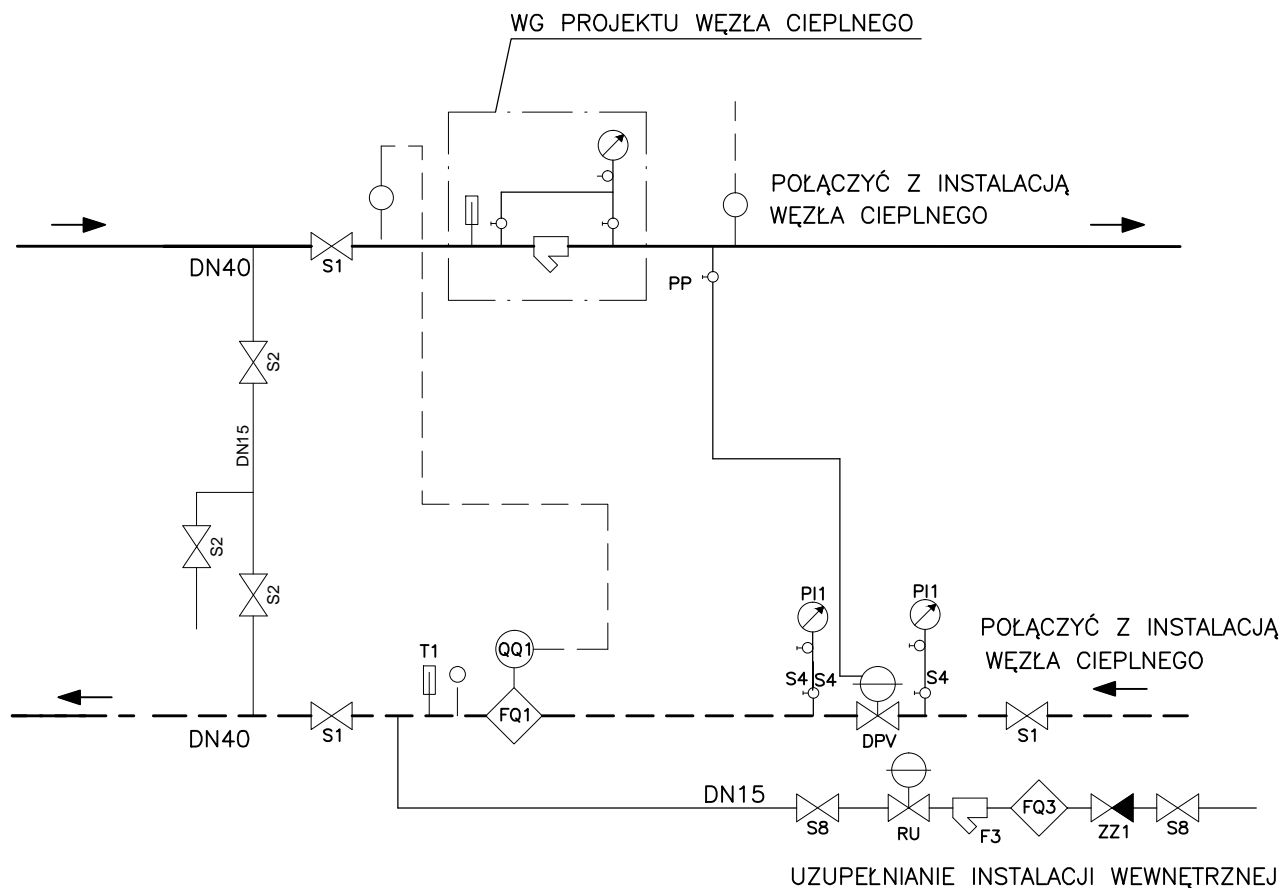 WG PROJEKTU WĘZŁA CIEPLNEGO
POŁĄCZYĆ Z INSTALACJĄ
WĘZŁA CIEPLNEGO
DN40
S1
PP
S2
DN15
S2
S2
PI1
PI1
POŁĄCZYĆ Z INSTALACJĄ
WĘZŁA CIEPLNEGO
T1
QQ1
S4
S4
S4
FQ1
DN40
S1
DPV
S1
DN15
S8
RU
F3
FQ3
ZZ1
S8
UZUPEŁNIANIE INSTALACJI WEWNĘTRZNEJ